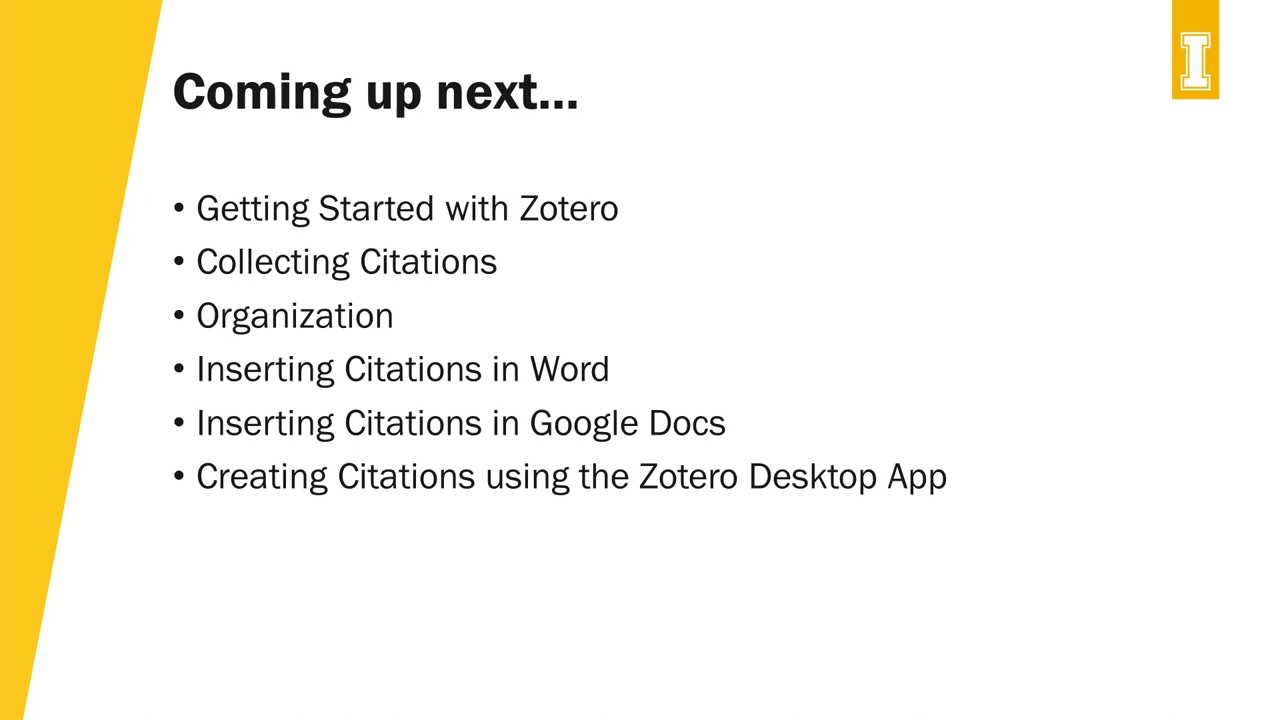 Coming up next...
• Getting Started with Zotero
• Collecting Citations
• Organization
• Inserting Citations in Word
• Inserting Citations in Google Docs
• Creating Citations using the Zotero Desktop App
I